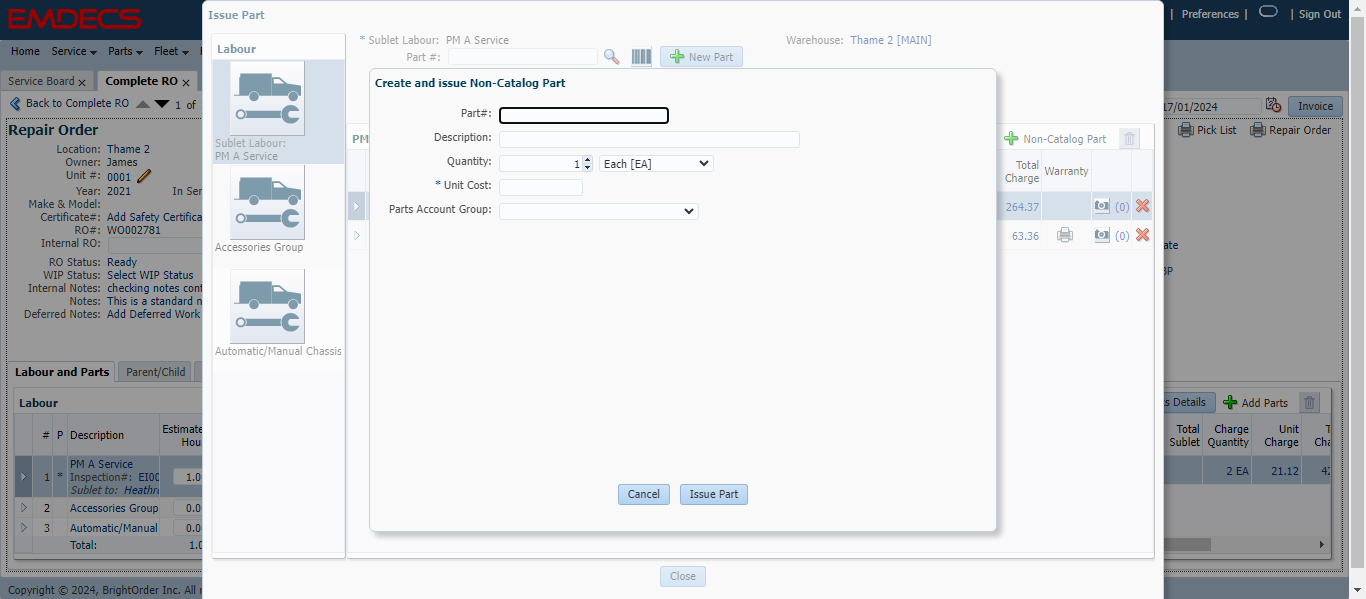 EMDECS
| Preferences |
| Sign Out
Home Service Parts Fleet
Service Board x Complete RO x
Back to Complete RO 1 of
17/01/2024 Invoice
Pick List Repair Order
Repair Order
Location: Thame 2
Owner: James
Unit #: 0001
Year: 2021 In Ser
Make & Model:
Certificate#: Add Safety Certifica
RO#: WO002781
Internal RO:
RO Status: Ready
WIP Status: Select WIP Status
Internal Notes: checking notes cont
Notes: This is a standard n
Deferred Notes: Add Deferred Work
Labour and Parts Parent/Child
Labour
# P Description Estimate
Hou
1 * PM A Service
Inspection#: EI00
Sublet to: Heathr
1.0
2 Accessories Group 0.0
3 Automatic/Manual 0.0
Total: 1.0
Copyright © 2024, BrightOrder Inc. All r
Issue Part
Labour
Sublet Labour:
PM A Service
Accessories Group
Automatic/Manual Chassis
* Sublet Labour: PM A Service
Warehouse: Thame 2 [MAIN]
Part #: New Part
PM
Non-Catalog Part
Total
Charge
Warranty
264.37 (0)
63.36 (0)
Create and issue Non-Catalog Part
Part#:
Description:
Quantity: 1 Each [EA]
* Unit Cost:
Parts Account Group:
Cancel Issue Part
Close
ate
BP
s Details Add Parts
Total
Sublet
Charge
Quantity
Unit
Charge
T
Cha
2 EA 21.12 42